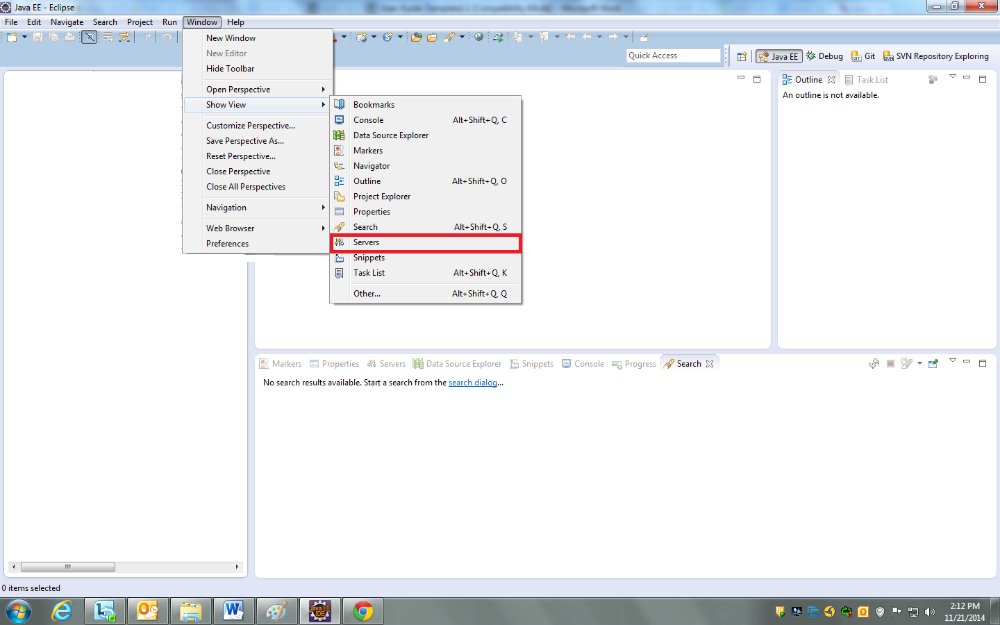 Java EE - Eclipse
File Edit Navigate Search Project Run Window Help
New Window
New Editor
Hide Toolbar
Open Perspective
Show View
Customize Perspective...
Save Perspective As...
Reset Perspective...
Close Perspective
Close All Perspectives
Navigation
Web Browser
Preferences
Bookmarks
Console Alt+Shift+Q, C
Data Source Explorer
Markers
Navigator
Outline Alt+Shift+Q, O
Project Explorer
Properties
Search Alt+Shift+Q, S
Servers
Snippets
Task List Alt+Shift+Q, K
Other... Alt+Shift+Q, Q
Quick Access
Java EE Debug Git SVN Repository Exploring
Outline Task List
An outline is not available.
Markers Properties Servers Data Source Explorer Snippets Console Progress Search
No search results available. Start a search from the search dialog...
0 items selected
Java EE
IDE
2:12 PM
11/21/2014